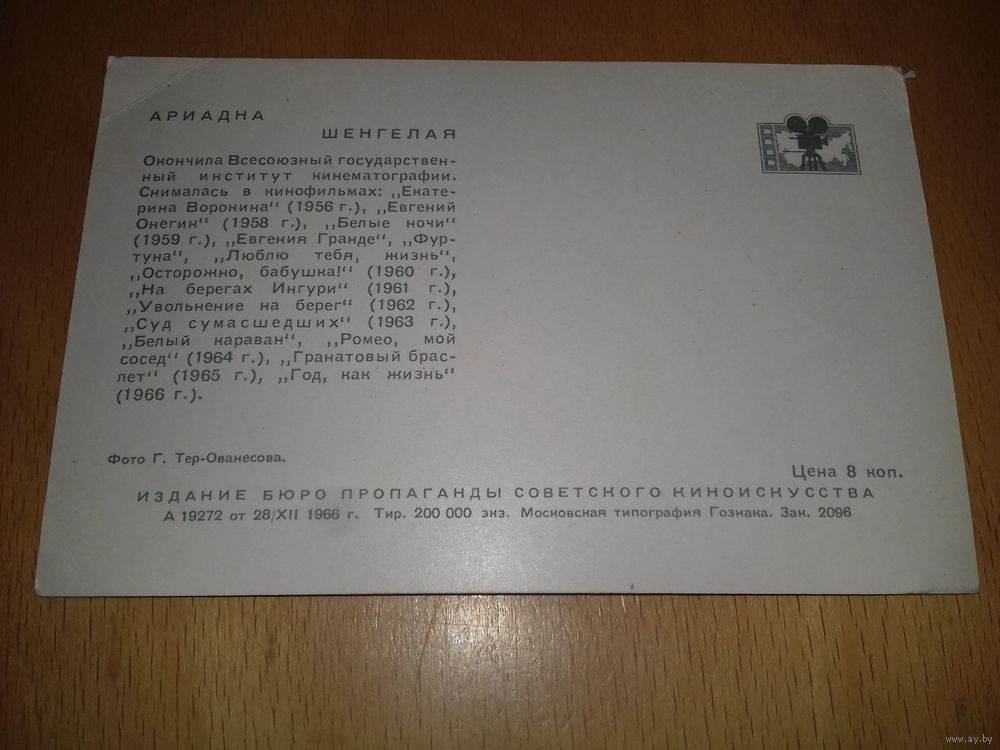 АРИАДНА
ШЕНГЕЛАЯ
Окончила Всесоюзный государствен-
ный институт кинематографии.
Снималась в кинофильмах: „Екате-
рина Воронина“ (1956 г.), „Евгений
Онегин“ (1958 г.), „Белые ночи“
(1959 г.), „Евгения Гранде“, „Фур-
туна“, „Люблю тебя, жизнь“,
„Осторожно, бабушка!“ (1960 г.),
„На берегах Ингури“ (1961 г.),
„Увольнение на берег“ (1962 г.),
„Суд сумасшедших“ (1963 г.),
„Белый караван“, „Ромео, мой
сосед“ (1964 г.), „Гранатовый брас-
лет“ (1965 г.), „Год, как жизнь“
(1966 г.).
Фото Г. Тер-Ованесова.
Цена 8 коп.
ИЗДАНИЕ БЮРО ПРОПАГАНДЫ СОВЕТСКОГО КИНОИСКУССТВА
А 19272 от 28/XII 1966 г. Тир. 200 000 экз. Московская типография Гознака. Зак. 2096
www.ay.by